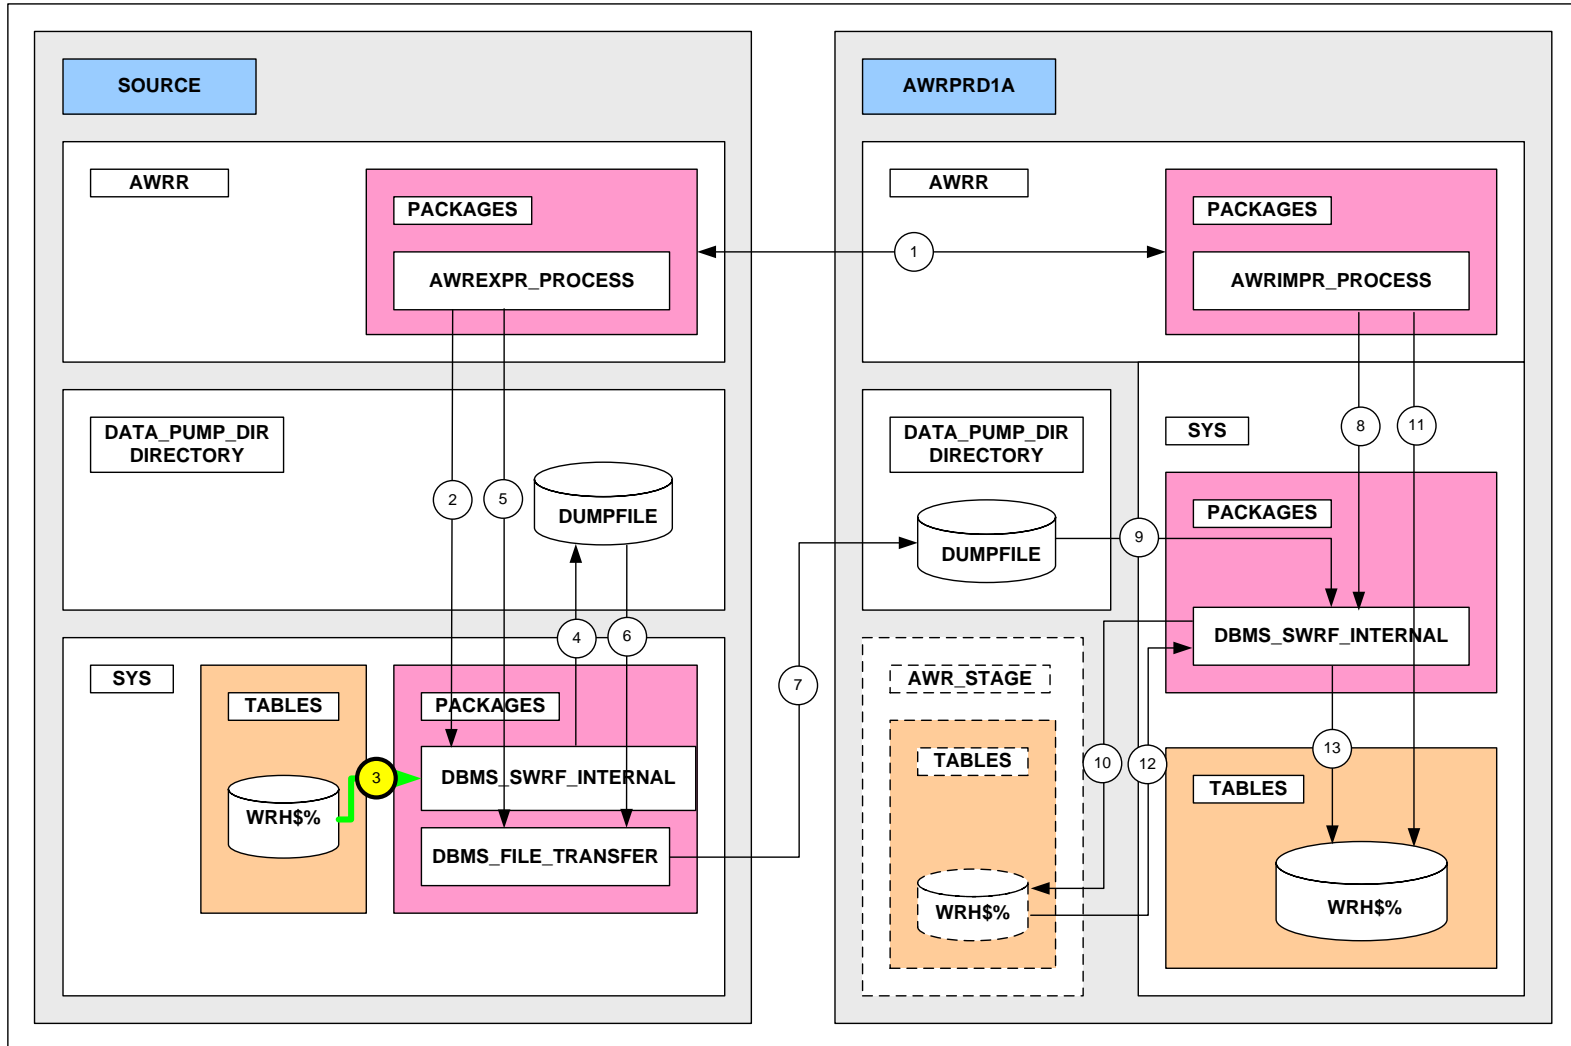 SOURCE
AWRR
PACKAGES
AWREXPR_PROCESS
DATA_PUMP_DIR
DIRECTORY
DUMPFILE
2
5
4
6
SYS
TABLES
WRH$%
3
PACKAGES
DBMS_SWRF_INTERNAL
DBMS_FILE_TRANSFER
1
7
AWRPRD1A
AWRR
PACKAGES
AWRIMPR_PROCESS
DATA_PUMP_DIR
DIRECTORY
DUMPFILE
8
11
SYS
PACKAGES
9
DBMS_SWRF_INTERNAL
AWR_STAGE
TABLES
WRH$%
10
12
13
TABLES
WRH$%